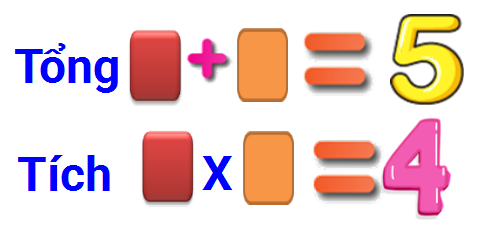 Tổng + = 5
Tích X = 4